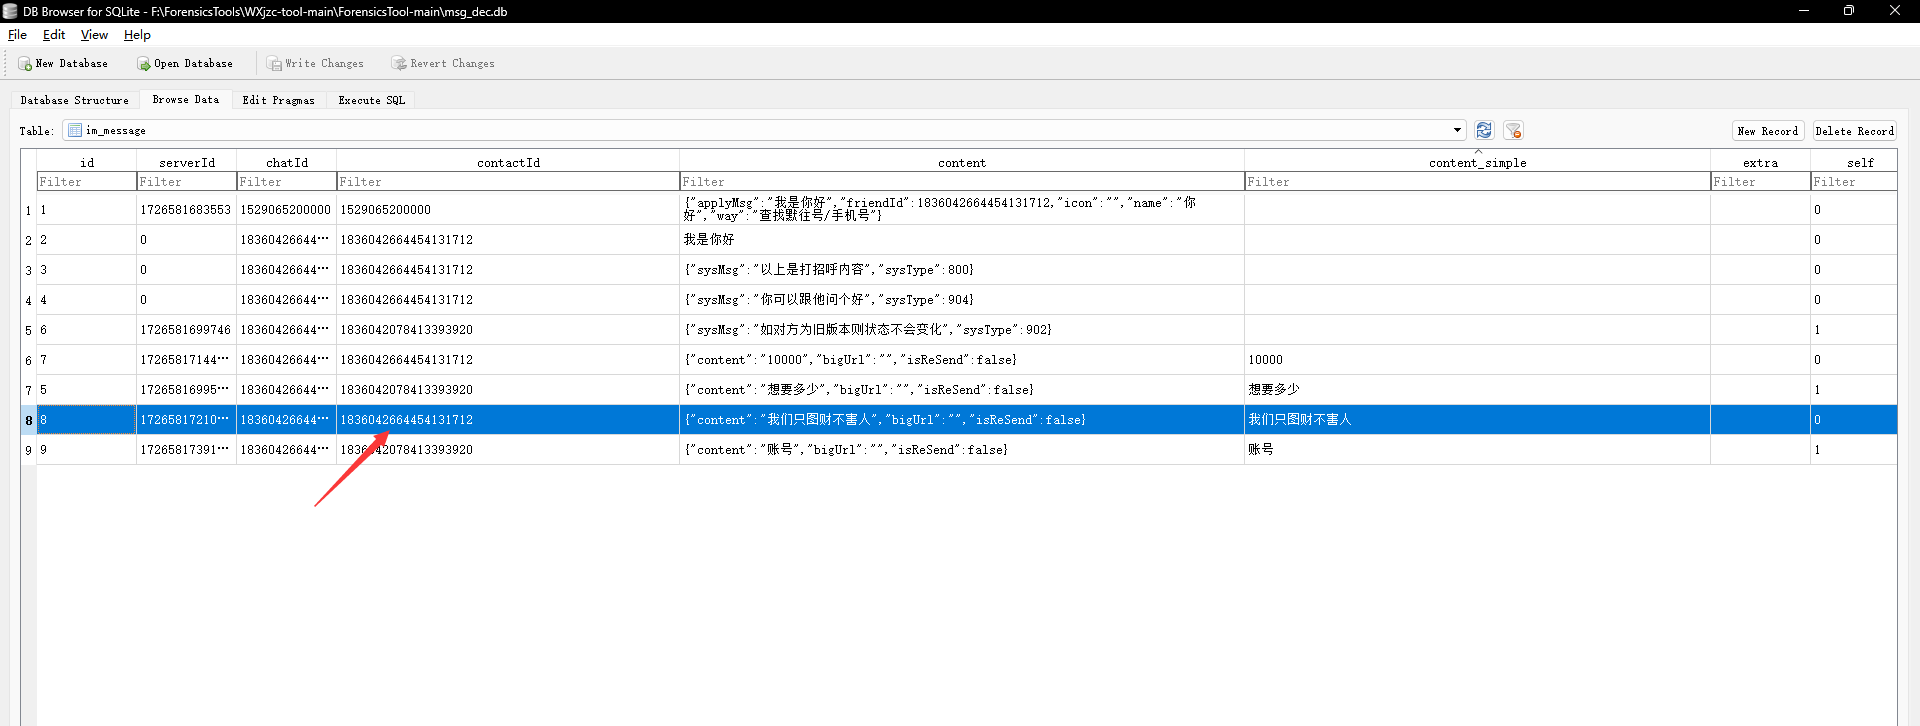 DB Browser for SQLite - F:\ForensicsTools\WXjzc-tool-main\ForensicsTool-main\msg_dec.db
File Edit View Help
New Database Open Database Write Changes Revert Changes
Database Structure Browse Data Edit Pragmas Execute SQL
Table: im_message New Record Delete Record
id serverId chatId contactId content content_simple extra self
Filter Filter Filter Filter Filter Filter Filter Filter
1 1 1726581683553 1529065200000 1529065200000 {"applyMsg":"我是你好","friendId":1836042664454131712,"icon":"","name":"你
好","way":"查找默往号/手机号"} 0
2 2 0 18360426644… 1836042664454131712 我是你好 0
3 3 0 18360426644… 1836042664454131712 {"sysMsg":"以上是打招呼内容","sysType":800} 0
4 4 0 18360426644… 1836042664454131712 {"sysMsg":"你可以跟他问个好","sysType":904} 0
5 6 1726581699746 18360426644… 1836042078413393920 {"sysMsg":"如对方为旧版本则状态不会变化","sysType":902} 1
6 7 17265817144… 18360426644… 1836042664454131712 {"content":"10000","bigUrl":"","isReSend":false} 10000 0
7 5 17265816995… 18360426644… 1836042078413393920 {"content":"想要多少","bigUrl":"","isReSend":false} 想要多少 1
8 8 17265817210… 18360426644… 1836042664454131712 {"content":"我们只图财不害人","bigUrl":"","isReSend":false} 我们只图财不害人 0
9 9 17265817391… 18360426644… 1836042078413393920 {"content":"账号","bigUrl":"","isReSend":false} 账号 1